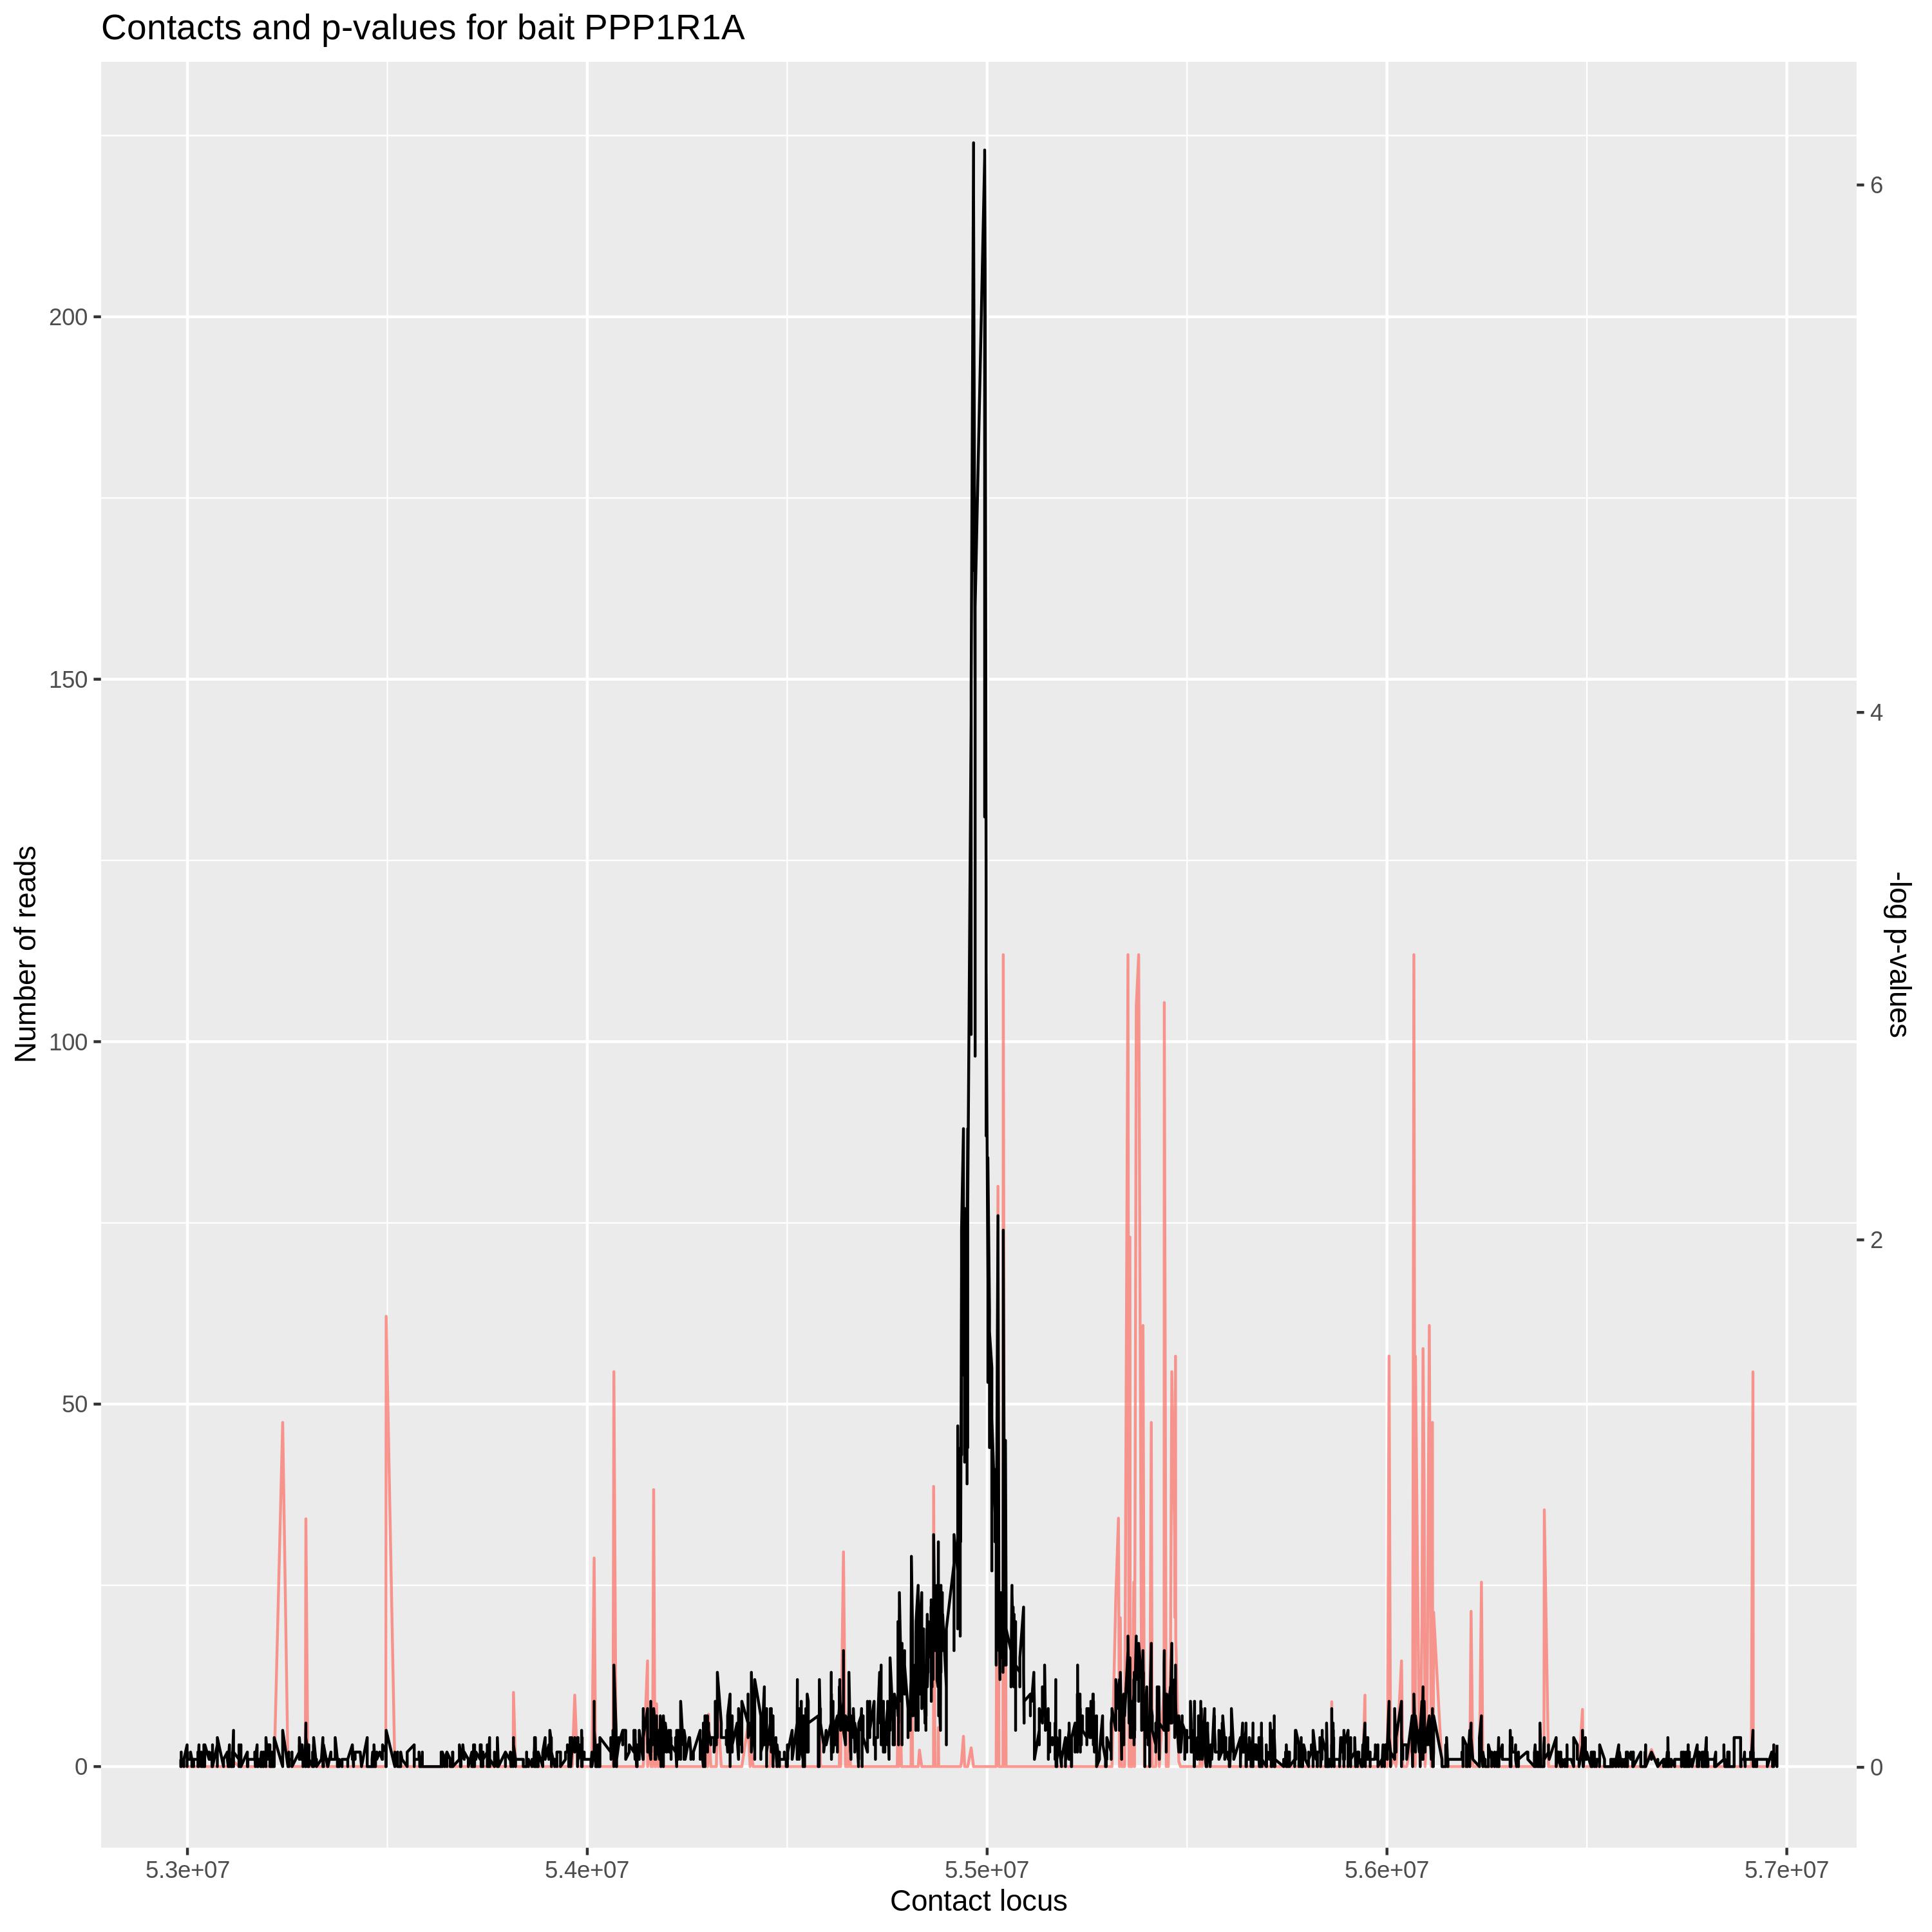 Contacts and p-values for bait PPP1R1A
Number of reads
200
150
100
50
0
6
4
2
0
-log p-values
5.3e+07
5.4e+07
5.5e+07
5.6e+07
5.7e+07
Contact locus